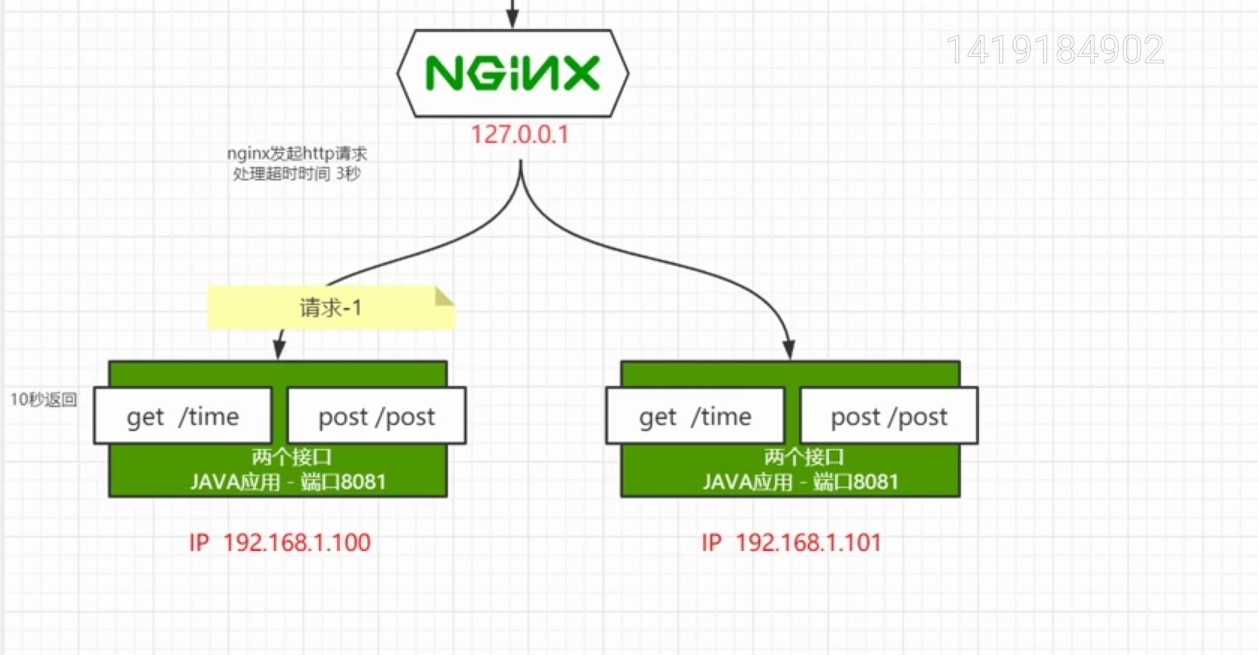 1419184902
NGiNX
127.0.0.1
nginx发起http请求
处理超时时间 3秒
请求-1
10秒返回
get /time
post /post
两个接口
JAVA应用 - 端口8081
IP 192.168.1.100
get /time
post /post
两个接口
JAVA应用 - 端口8081
IP 192.168.1.101